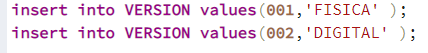 insert into VERSION values(001,'FISICA' );
insert into VERSION values(002,'DIGITAL' );